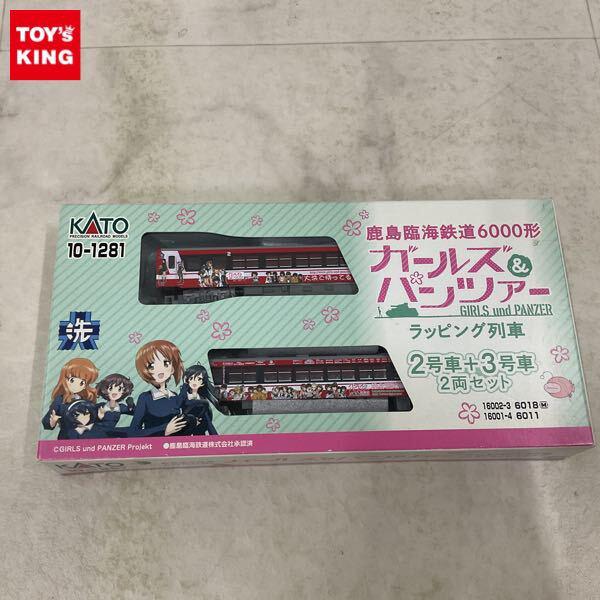 TOY's
KING
KATO
PRECISION RAILROAD MODELS
10-1281
鹿島臨海鉄道6000形
ガールズ&パンツァー
GIRLS und PANZER
ラッピング列車
2号車+3号車
2両セット
16002-3 6018 M
16001-4 6011
洗
©GIRLS und PANZER Projekt
●鹿島臨海鉄道株式会社承認済